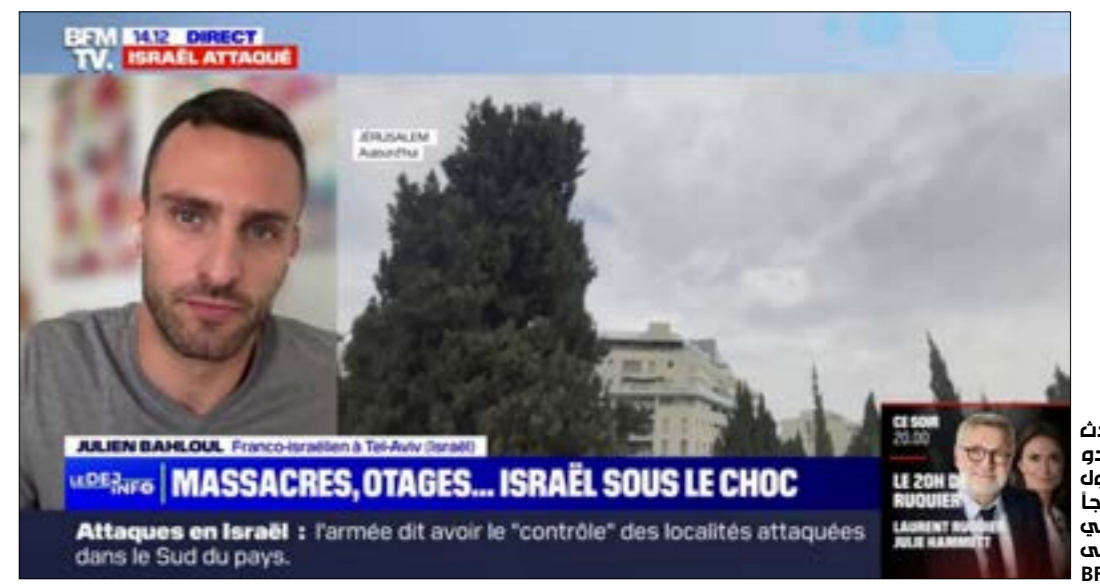 BFM
TV.
14.12 DIRECT
ISRAËL ATTAQUÉ
JÉRUSALEM
Aujourd'hui
JULIEN BAHLOUL Franco-israélien à Tel-Aviv (Israël)
LE DEJ INFO
MASSACRES, OTAGES... ISRAËL SOUS LE CHOC
Attaques en Israël : l'armée dit avoir le "contrôle" des localités attaquées
dans le Sud du pays.
CE SOIR
20.00
LE 20H DE
RUQUIER
LAURENT RUQUIER
JULIE HAMMETT